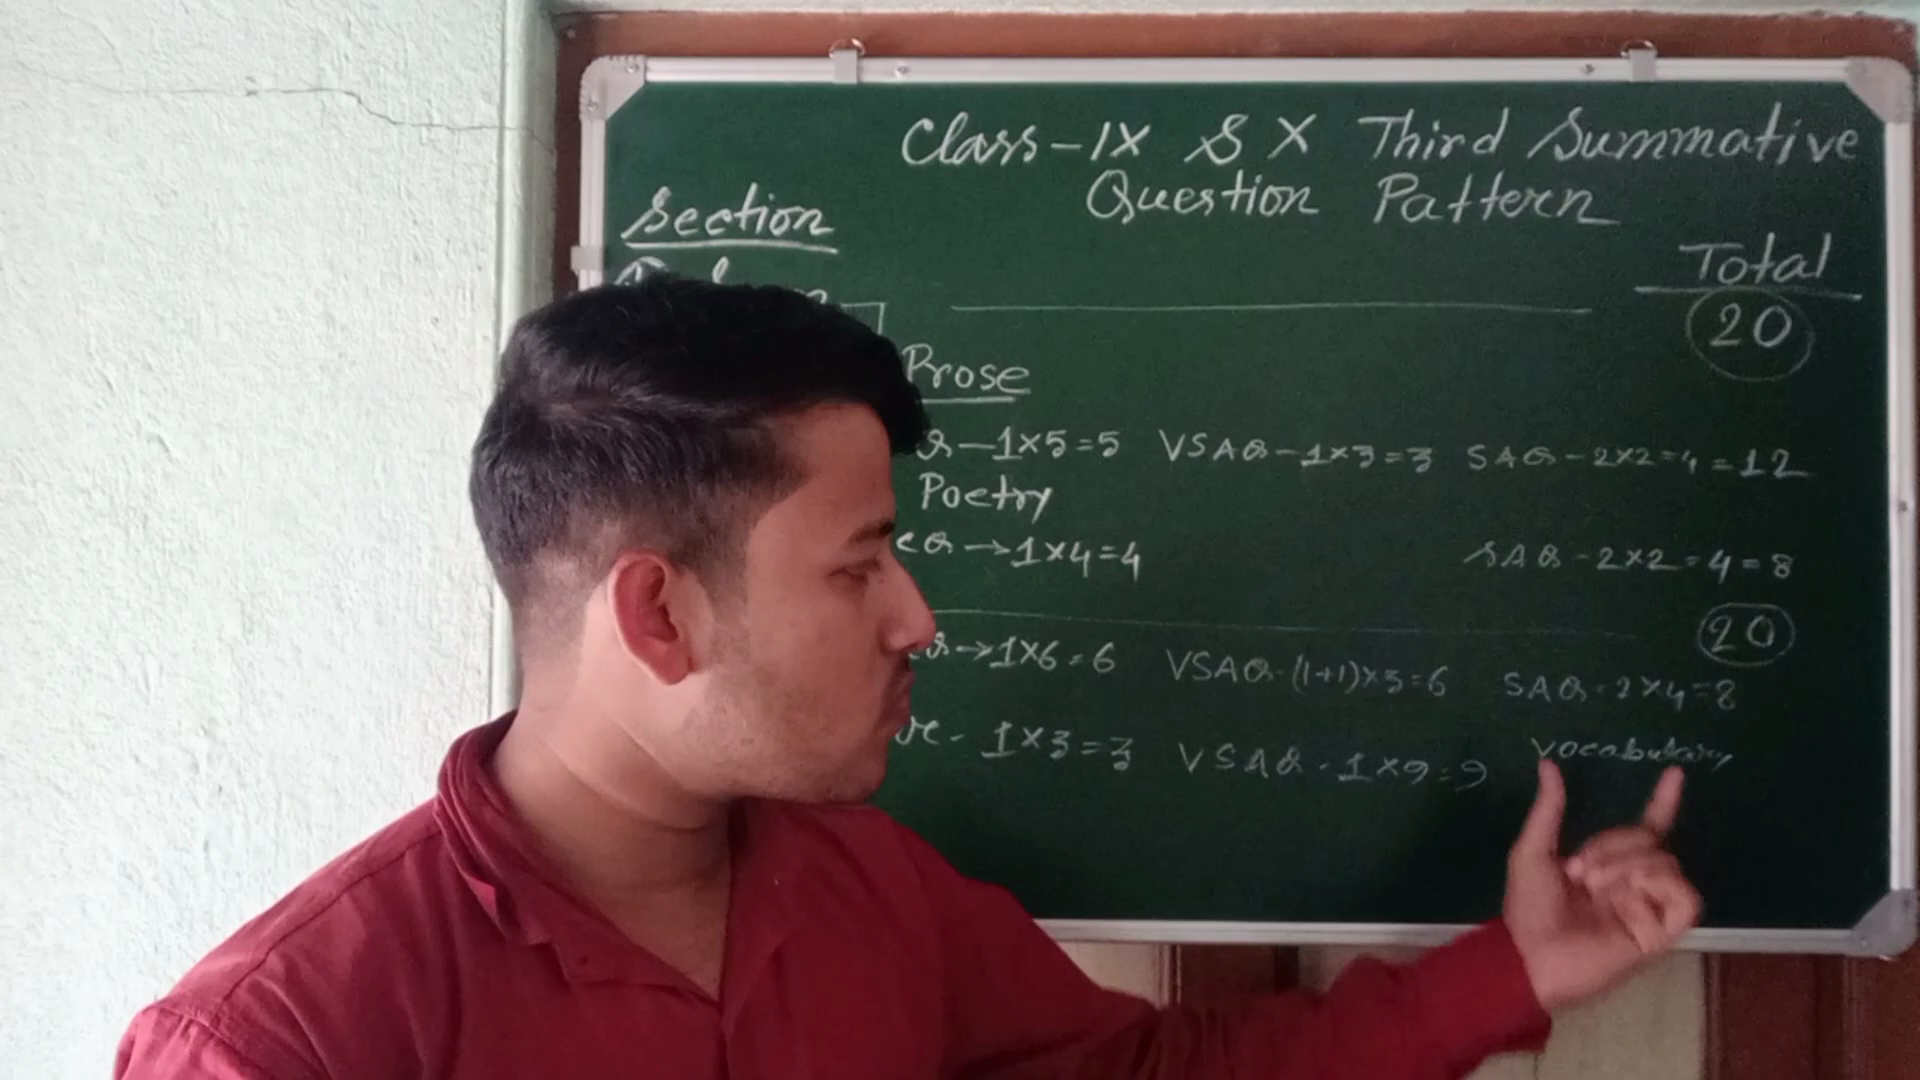 Class-IX & X Third Summative
Question Pattern
Section
Total
20
Prose
Q-1×5=5 VSAQ-1×3=3 SAQ-2×2=4=12
Poetry
CQ→1×4=4 SAQ-2×2=4=8
20
Q→1×6=6 VSAQ-(1+1)×3=6 SAQ-2×4=8
1×3=3 VSAQ-1×9=9 Vocabulary